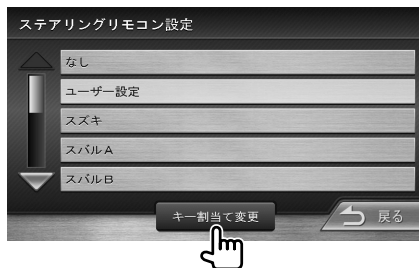 ステアリングリモコン設定
なし
ユーザー設定
スズキ
スバルA
スバルB
キー割当て変更
戻る